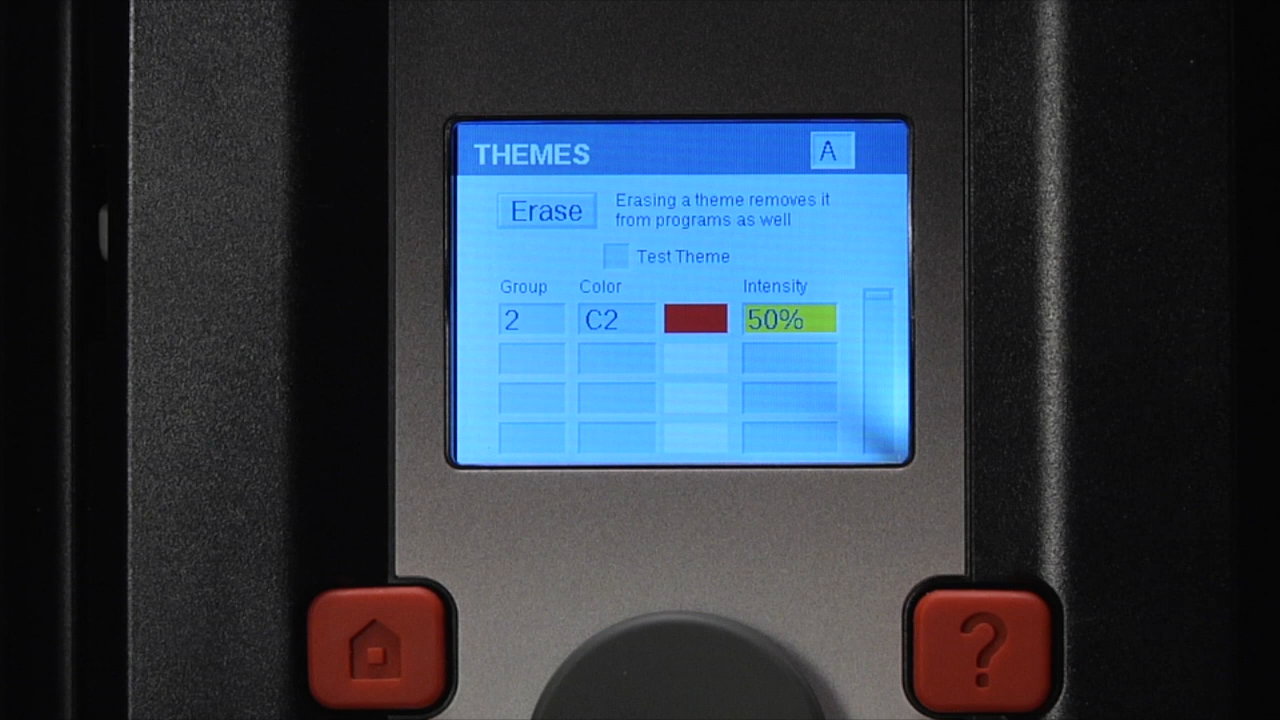 THEMES
A
Erase
Erasing a theme removes it
from programs as well
Test Theme
Group Color Intensity
2 C2 50%
?